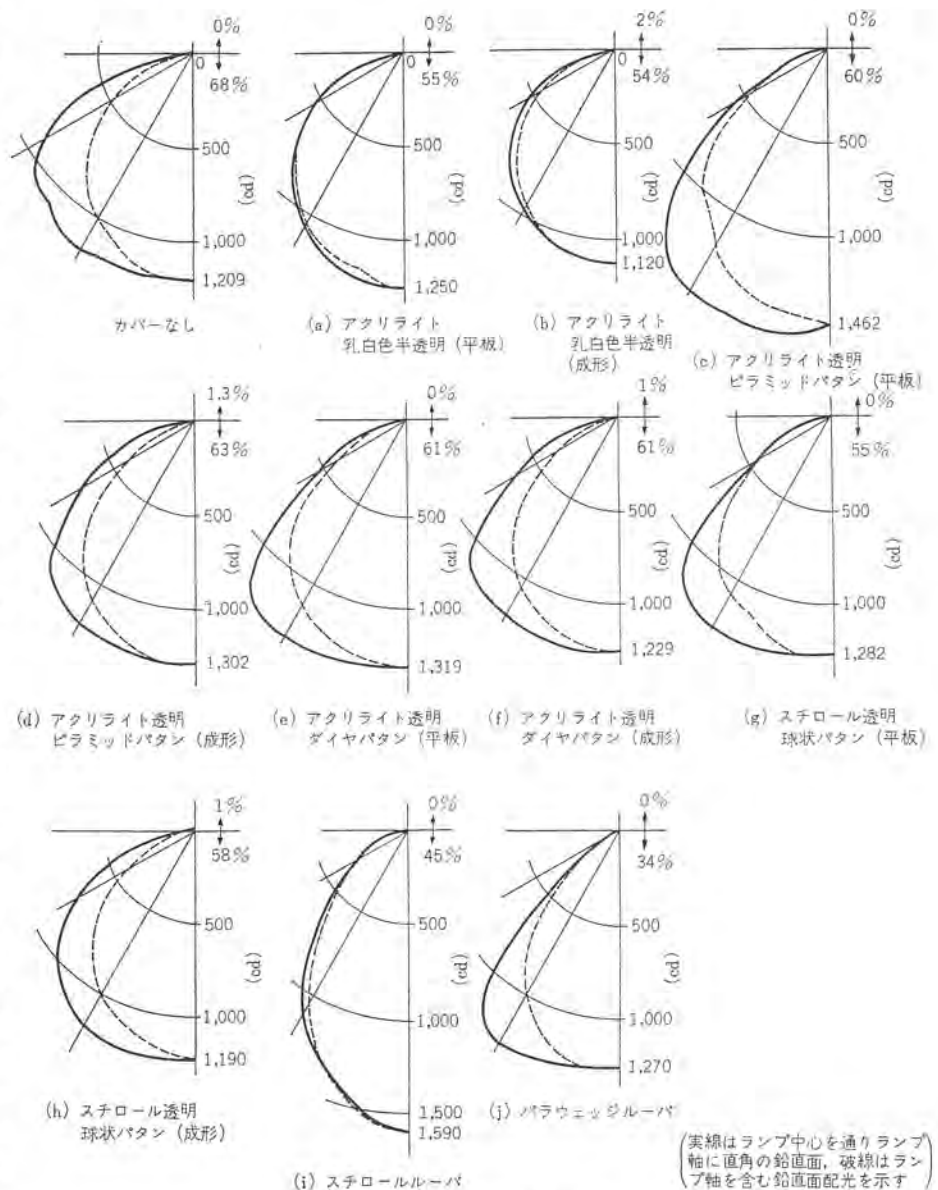 0%
68%
0
500
(cd)
1,000
1,209
カバーなし
0%
55%
0
500
(cd)
1,000
1,250
(a) アクリライト
乳白色半透明 (平板)
2%
54%
0
500
(cd)
1,000
1,120
(b) アクリライト
乳白色半透明
(成形)
0%
60%
500
(cd)
1,000
1,462
(c) アクリライト透明
ピラミッドパタン (平板)
1.3%
63%
500
(cd)
1,000
1,302
(d) アクリライト透明
ピラミッドパタン (成形)
0%
61%
500
(cd)
1,000
1,319
(e) アクリライト透明
ダイヤパタン (平板)
1%
61%
500
(cd)
1,000
1,229
(f) アクリライト透明
ダイヤパタン (成形)
0%
55%
500
(cd)
1,000
1,282
(g) スチロール透明
球状パタン (平板)
1%
58%
500
(cd)
1,000
1,190
(h) スチロール透明
球状パタン (成形)
0%
45%
500
(cd)
1,000
1,500
1,590
(i) スチロールルーバ
0%
34%
500
(cd)
1,000
1,270
(j) パラウェッジルーバ
(実線はランプ中心を通りランプ
軸に直角の鉛直面, 破線はラン
プ軸を含む鉛直面配光を示す)